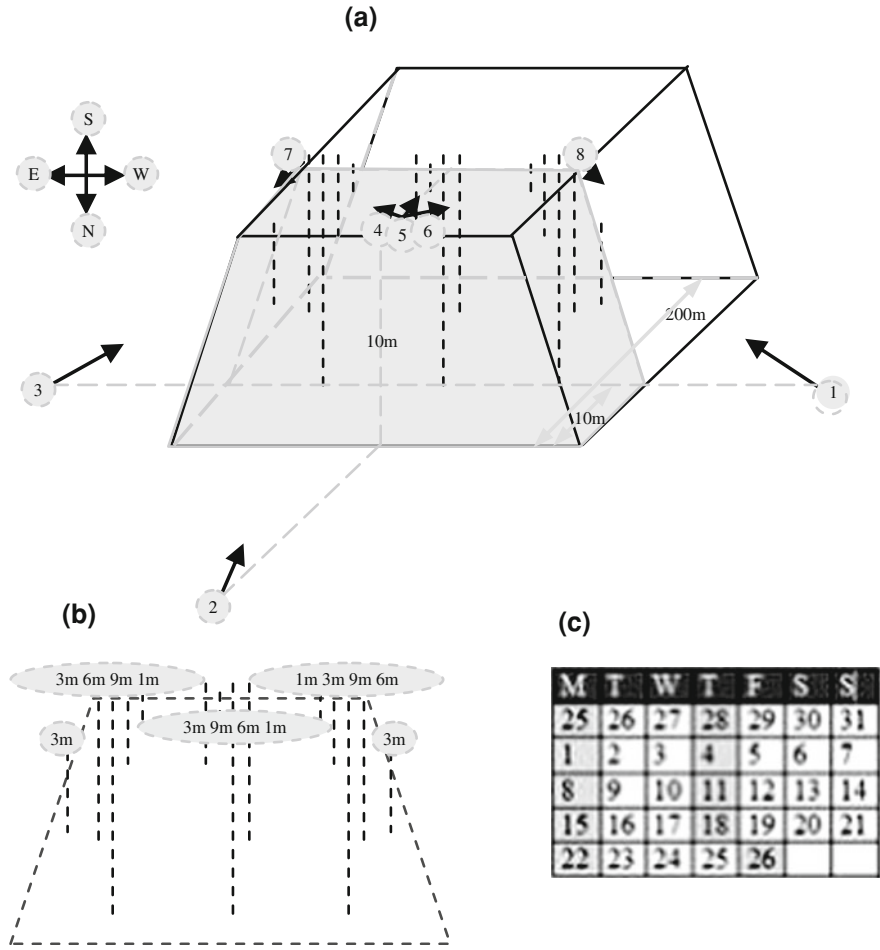 (a)
S
E W
N
7 8
4 5 6
200m
10m
3 1
10m
2
(b)
3m 6m 9m 1m
1m 3m 9m 6m
3m 9m 6m 1m
3m
3m
(c)
M T W T F S S
25 26 27 28 29 30 31
1 2 3 4 5 6 7
8 9 10 11 12 13 14
15 16 17 18 19 20 21
22 23 24 25 26